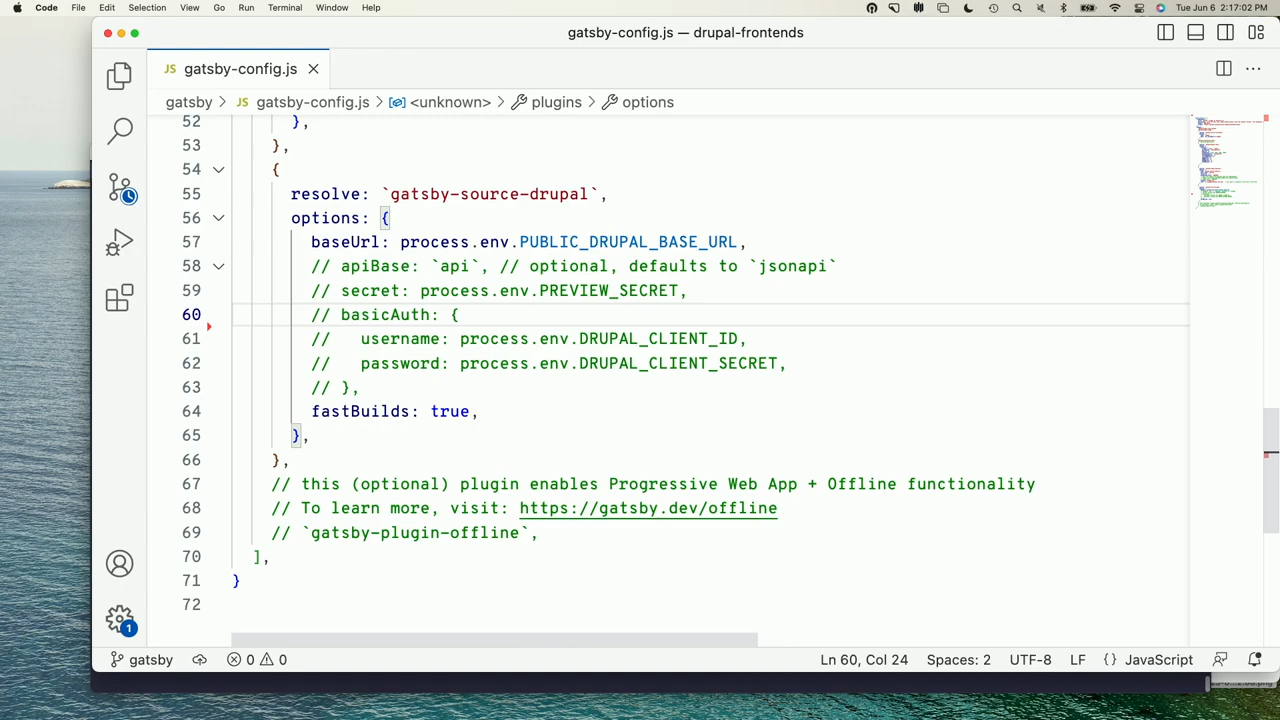 Code File Edit Selection View Go Run Terminal Window Help Tue Jun 6 2:17:02 PM
gatsby-config.js — drupal-frontends
JS gatsby-config.js
gatsby > JS gatsby-config.js > <unknown> > plugins > options
52 },
53 },
54 {
55 resolve: `gatsby-source-drupal`,
56 options: {
57 baseUrl: process.env.PUBLIC_DRUPAL_BASE_URL,
58 // apiBase: `api`, // optional, defaults to `jsonapi`
59 // secret: process.env.PREVIEW_SECRET,
60 // basicAuth: {
61 //   username: process.env.DRUPAL_CLIENT_ID,
62 //   password: process.env.DRUPAL_CLIENT_SECRET,
63 // },
64 fastBuilds: true,
65 },
66 },
67 // this (optional) plugin enables Progressive Web App + Offline functionality
68 // To learn more, visit: https://gatsby.dev/offline
69 // `gatsby-plugin-offline`,
70 ],
71 }
72
1
gatsby 0 0 Ln 60, Col 24 Spaces: 2 UTF-8 LF {} JavaScript